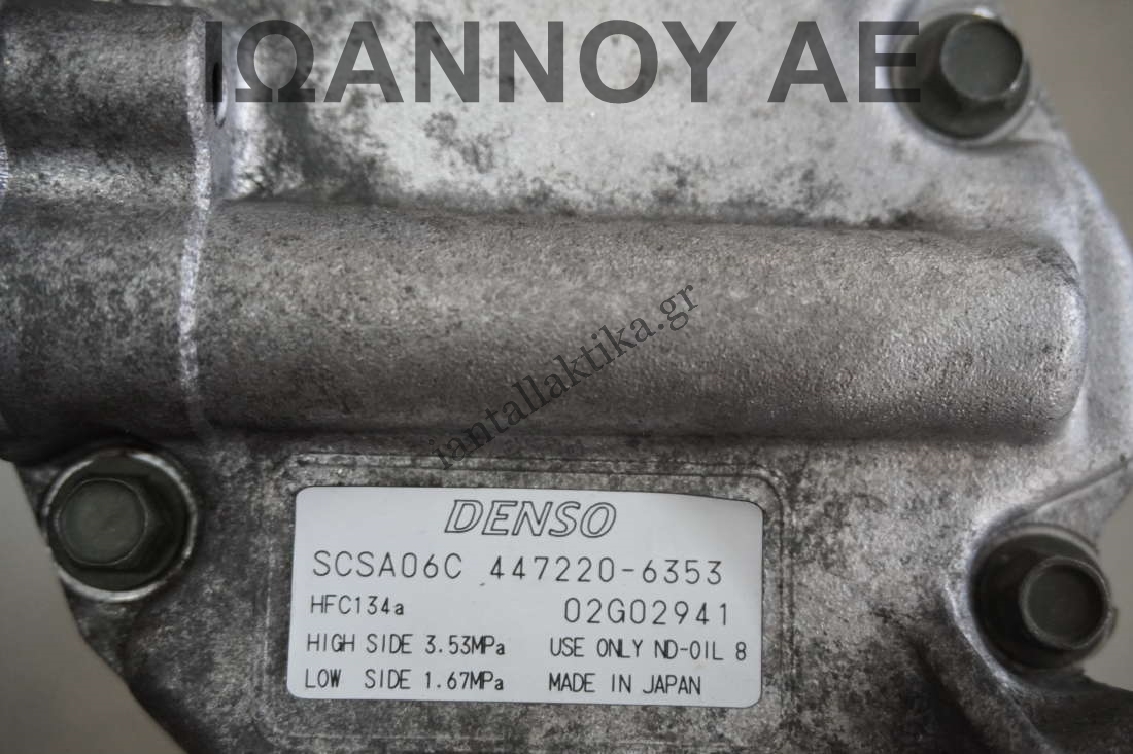 ΙΩΑΝΝΟΥ ΑΕ
iantallaktika.gr
DENSO
SCSA06C 447220-6353
HFC134a 02G02941
HIGH SIDE 3.53MPa USE ONLY ND-OIL 8
LOW SIDE 1.67MPa MADE IN JAPAN